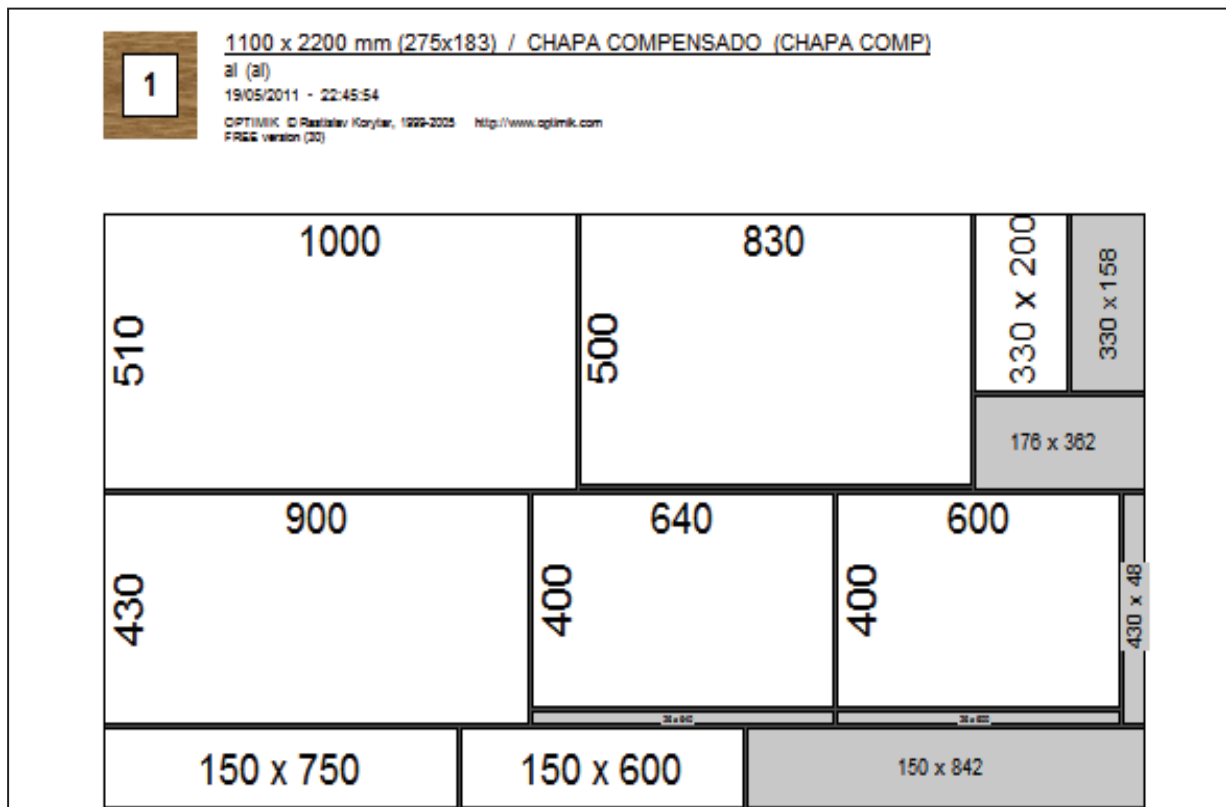 1
1100 x 2200 mm (275x183) / CHAPA COMPENSADO (CHAPA COMP)
al (al)
19/05/2011 - 22:45:54
OPTIMIK © Rastislav Korytar, 1999-2005 http://www.optimik.com
FREE version (20)
1000
830
330 x 200
330 x 158
510
500
176 x 362
900
640
600
430
400
400
430 x 48
150 x 750
150 x 600
150 x 842